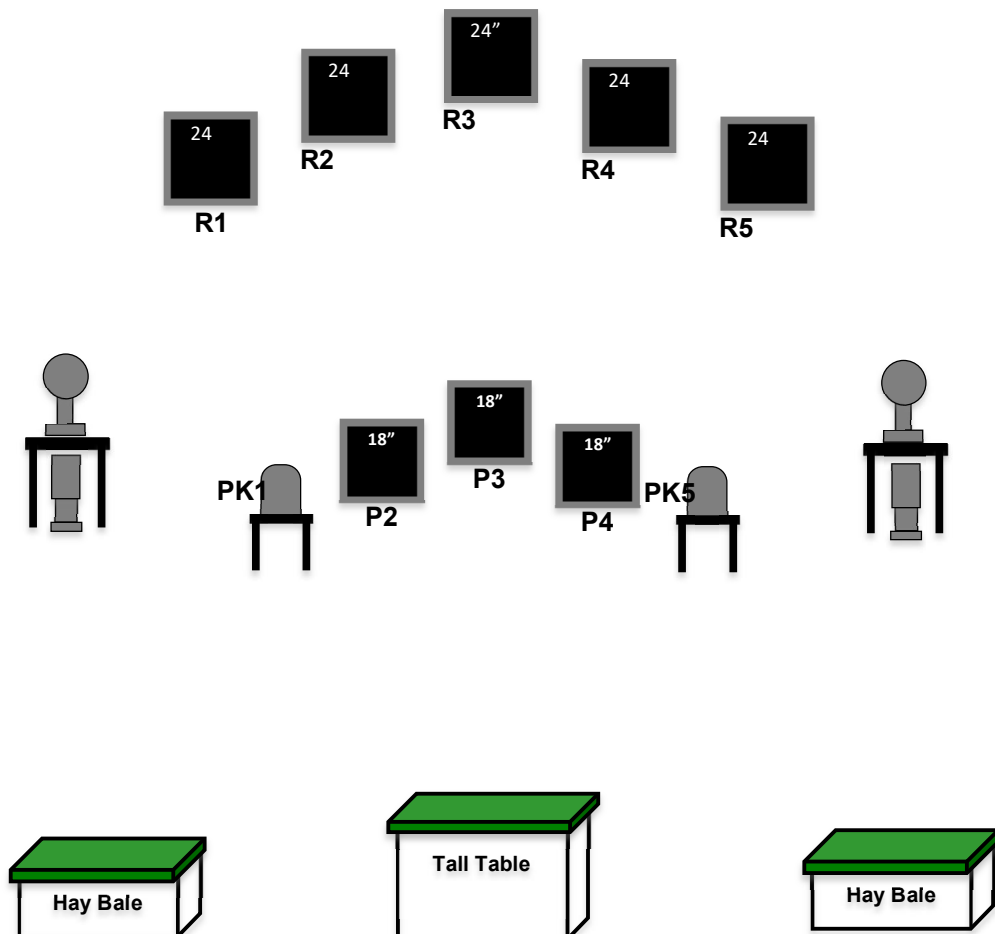 24”
24
24
24
24
R3
R2
R4
R1
R5
18”
18”
18”
P3
PK1
PK5
P2
P4
Tall Table
Hay Bale
Hay Bale